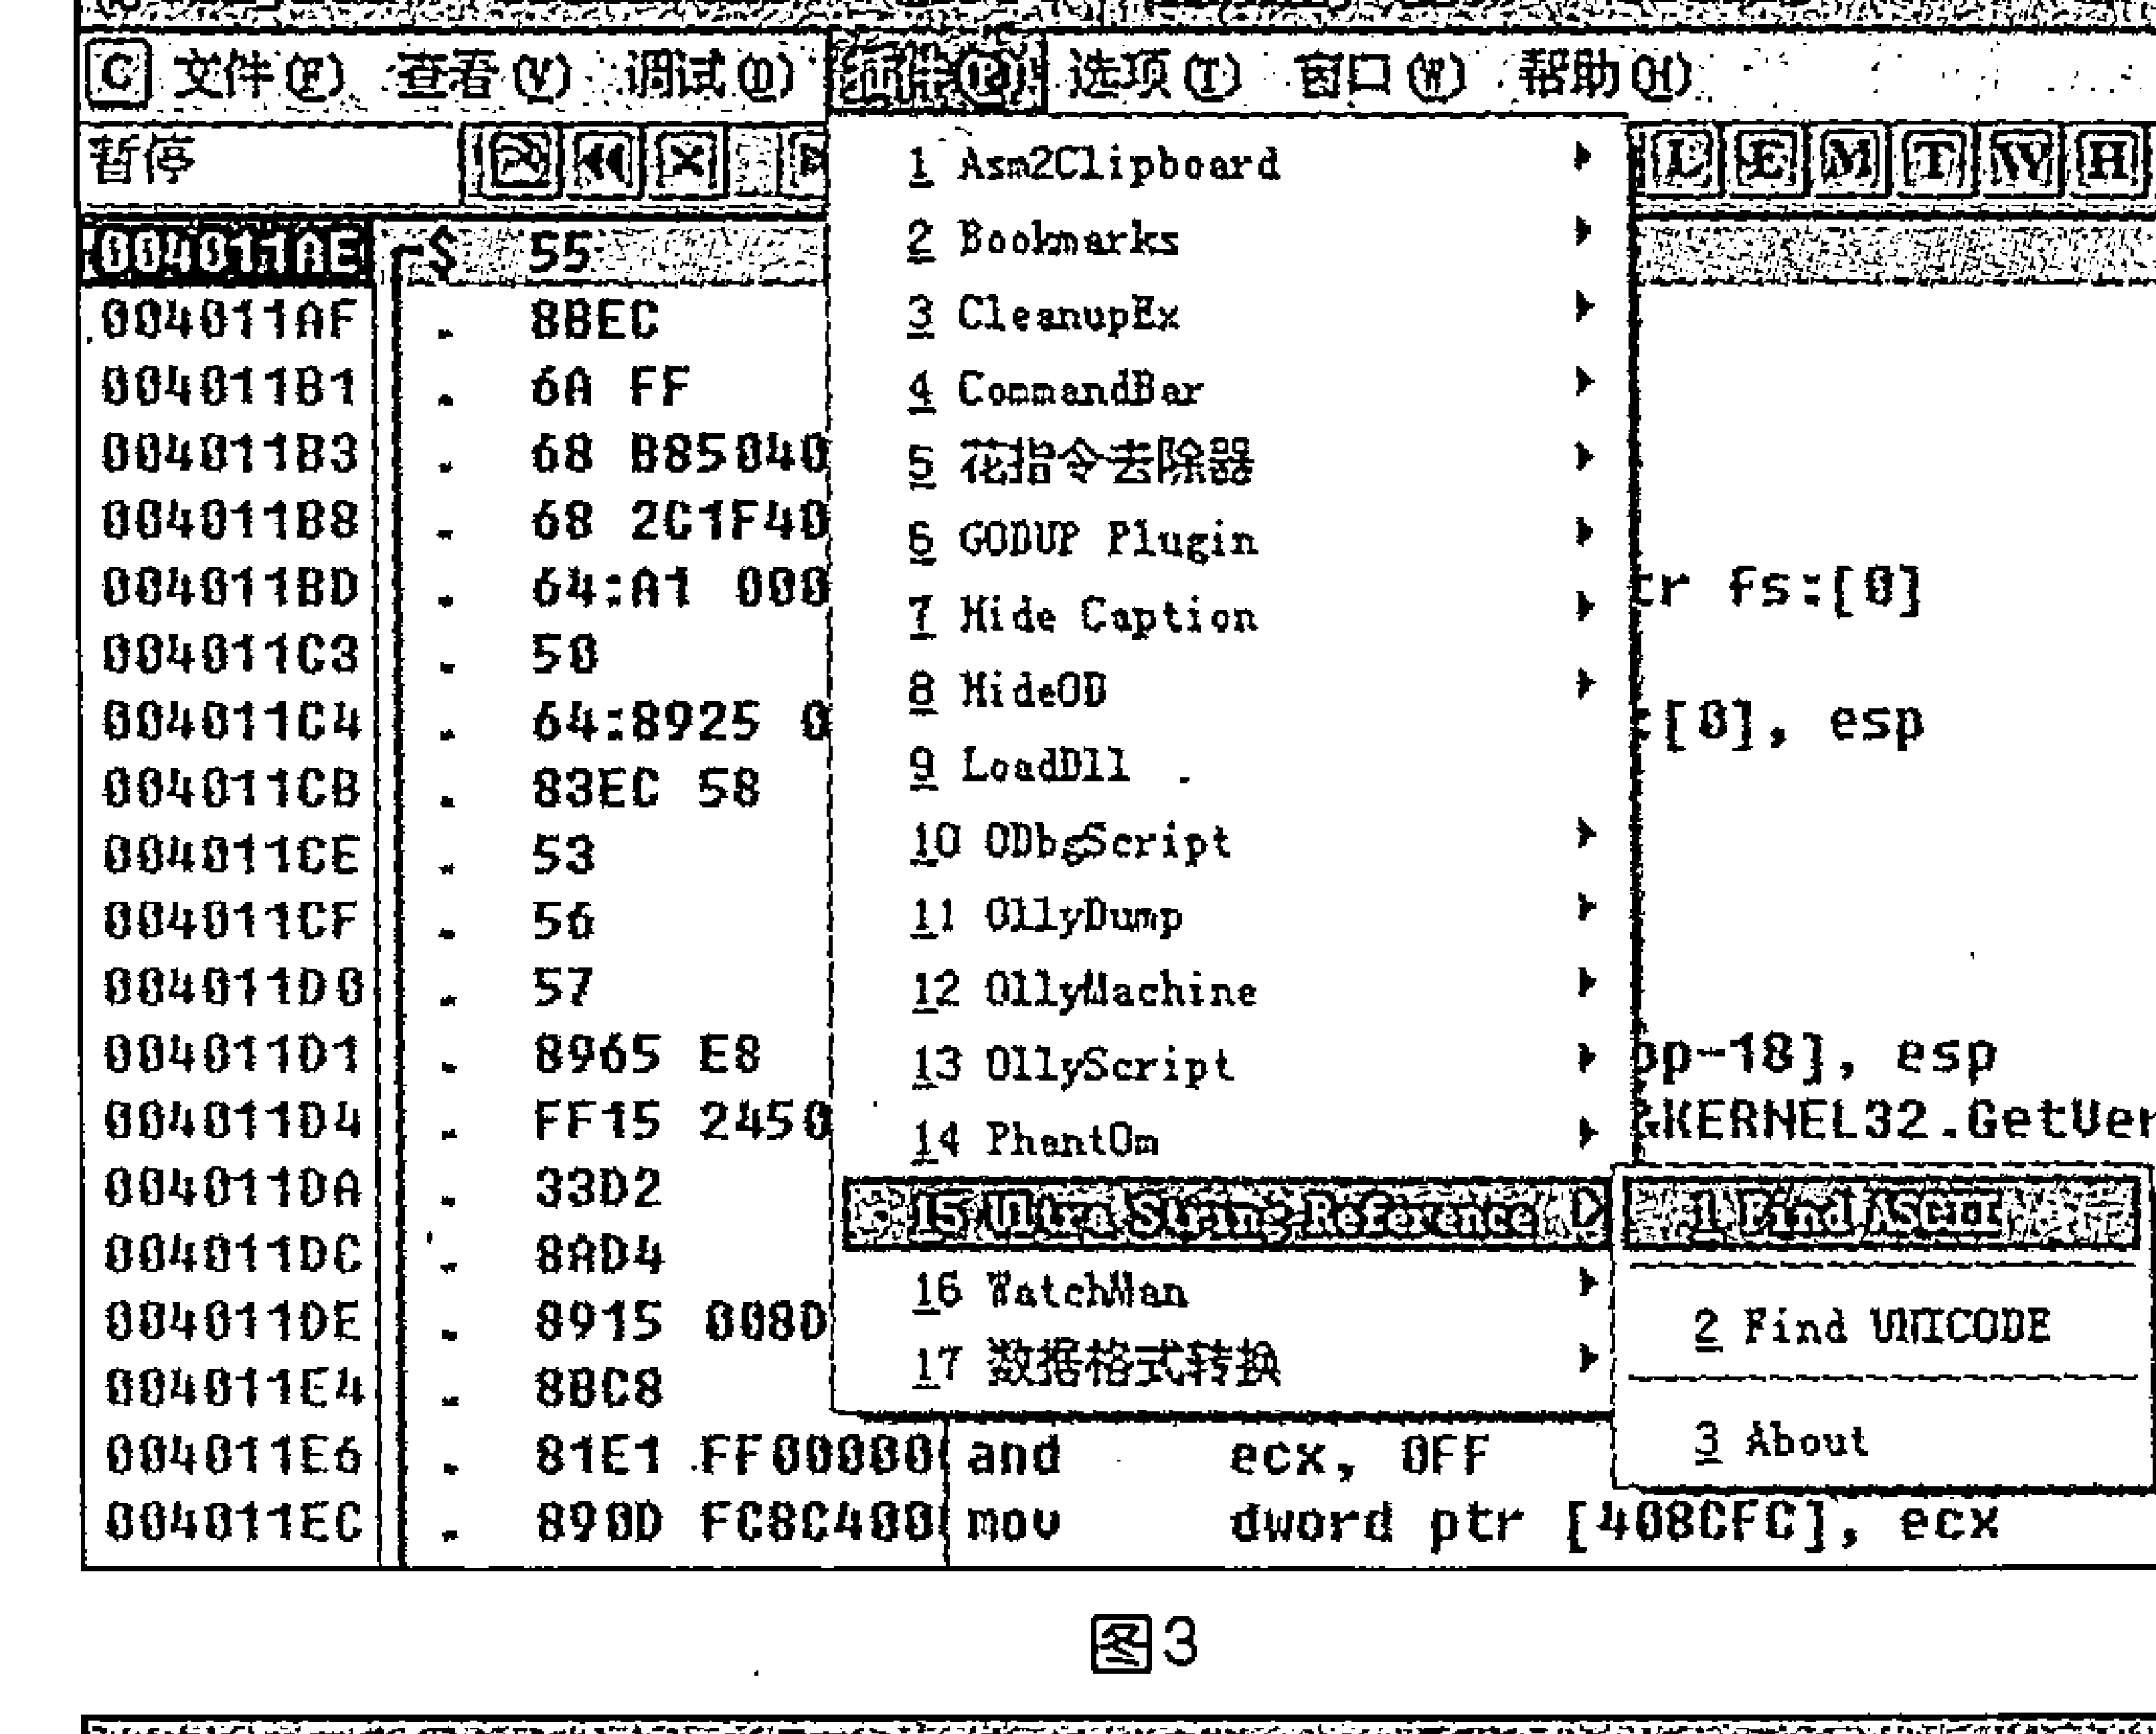 C 文件(F) 查看(V) 调试(D) 插件(P) 选项(T) 窗口(W) 帮助(H)
暂停 L E M T W H
004011AE $ 55
004011AF . 8BEC
004011B1 . 6A FF
004011B3 . 68 B85040
004011B8 . 68 2C1F40
004011BD . 64:A1 000 tr fs:[0]
004011C3 . 50
004011C4 . 64:8925 0 :[0], esp
004011CB . 83EC 58
004011CE . 53
004011CF . 56
004011D0 . 57
004011D1 . 8965 E8 bp-18], esp
004011D4 . FF15 2450 &KERNEL32.GetVer
004011DA . 33D2
004011DC . 8AD4
004011DE . 8915 008D
004011E4 . 8BC8
004011E6 . 81E1 FF00000 and ecx, 0FF
004011EC . 890D FC8C400 mov dword ptr [408CFC], ecx
1 Asm2Clipboard
2 Bookmarks
3 CleanupEx
4 CommandBar
5 花指令去除器
6 GODUP Plugin
7 Hide Caption
8 HideOD
9 LoadDll
10 ODbgScript
11 OllyDump
12 OllyMachine
13 OllyScript
14 PhantOm
15 Ultra String Reference
16 WatchMan
17 数据格式转换
1 Find ASCII
2 Find UNICODE
3 About
图3